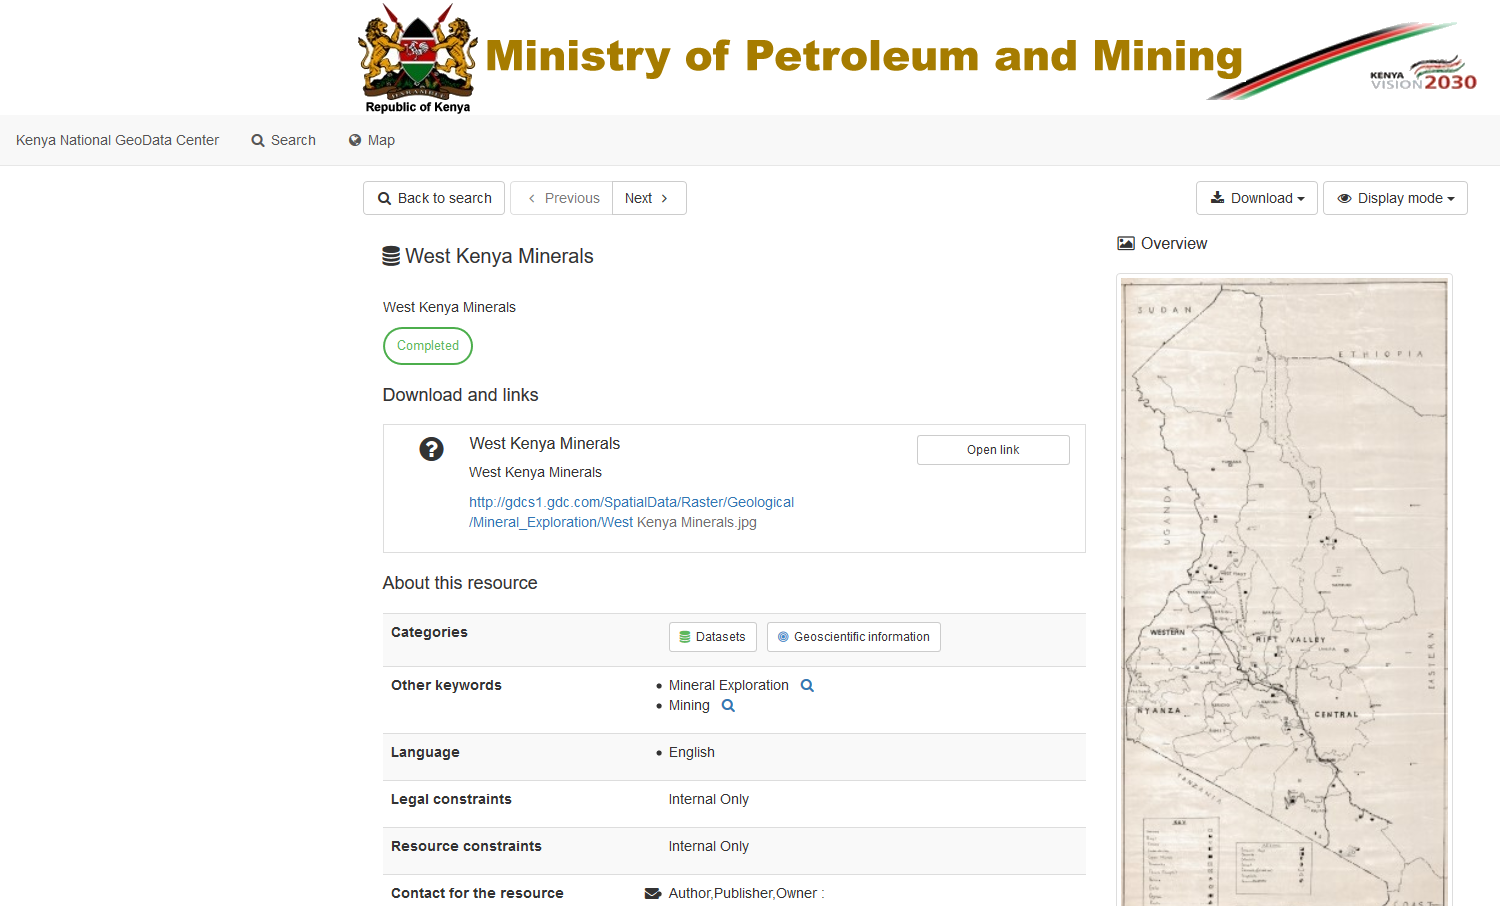 HARAMBEE
Republic of Kenya
Ministry of Petroleum and Mining
KENYA
VISION 2030
Kenya National GeoData Center
Search
Map
Back to search
Previous
Next
Download
Display mode
West Kenya Minerals
Overview
West Kenya Minerals
Completed
Download and links
West Kenya Minerals
Open link
West Kenya Minerals
http://gdcs1.gdc.com/SpatialData/Raster/Geological
/Mineral_Exploration/West Kenya Minerals.jpg
About this resource
Categories
Datasets
Geoscientific information
Other keywords
Mineral Exploration
Mining
Language
English
Legal constraints
Internal Only
Resource constraints
Internal Only
Contact for the resource
Author,Publisher,Owner :
SUDAN
ETHIOPIA
UGANDA
WESTERN
RIFT VALLEY
EASTERN
NYANZA
CENTRAL
TANZANIA
COAST